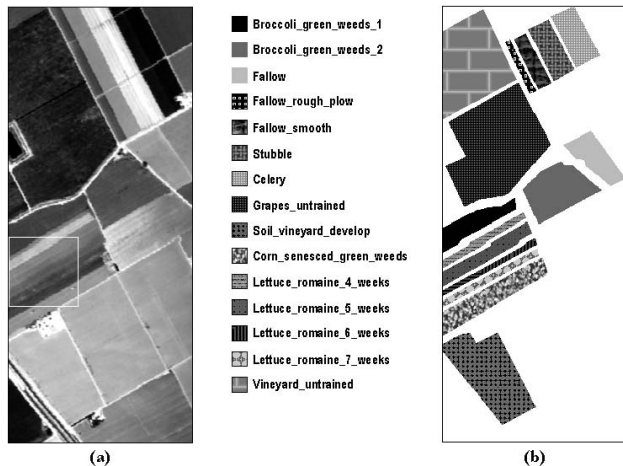 Broccoli_green_weeds_1
Broccoli_green_weeds_2
Fallow
Fallow_rough_plow
Fallow_smooth
Stubble
Celery
Grapes_untrained
Soil_vineyard_develop
Corn_senesced_green_weeds
Lettuce_romaine_4_weeks
Lettuce_romaine_5_weeks
Lettuce_romaine_6_weeks
Lettuce_romaine_7_weeks
Vineyard_untrained
(a)
(b)